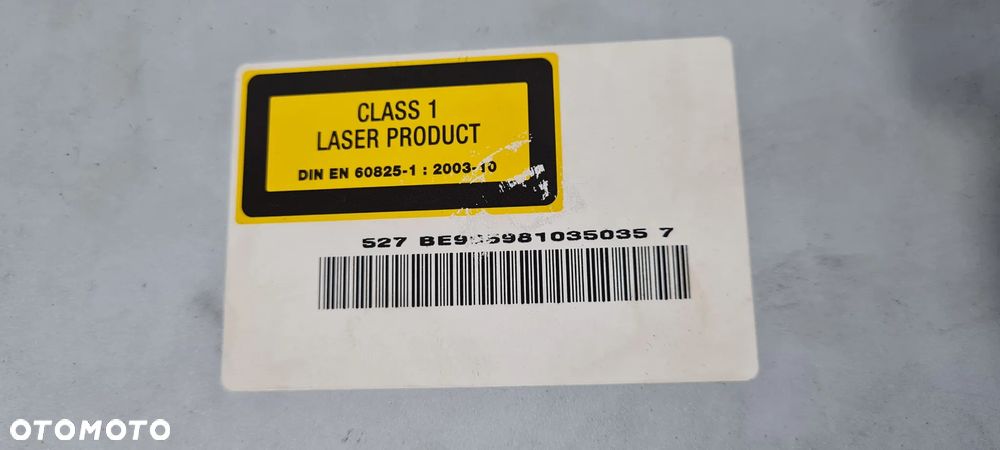 CLASS 1
LASER PRODUCT
DIN EN 60825-1 : 2003-10
527 7
OTOMOTO